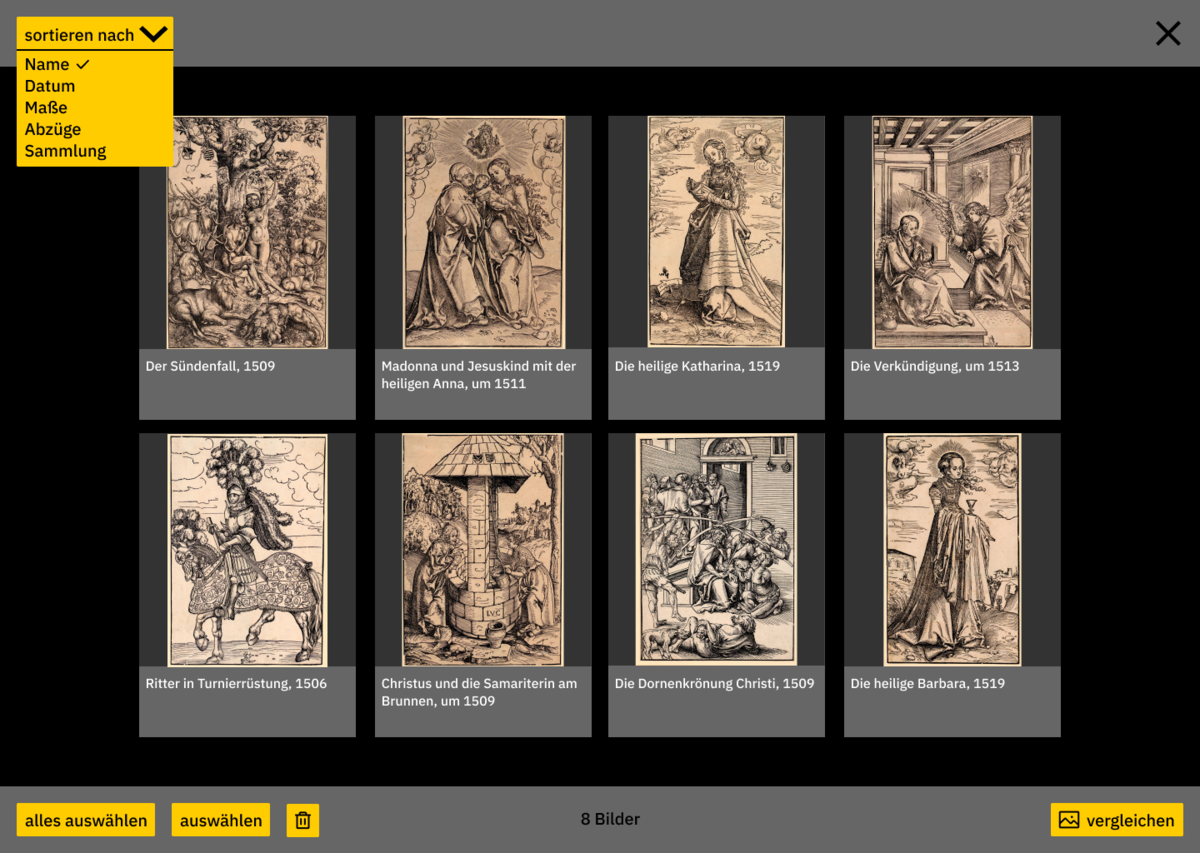 sortieren nach
Name
Datum
Maße
Abzüge
Sammlung
Der Sündenfall, 1509
Madonna und Jesuskind mit der
heiligen Anna, um 1511
Die heilige Katharina, 1519
Die Verkündigung, um 1513
Ritter in Turnierrüstung, 1506
LVC
Christus und die Samariterin am
Brunnen, um 1509
Die Dornenkrönung Christi, 1509
Die heilige Barbara, 1519
alles auswählen
auswählen
8 Bilder
vergleichen